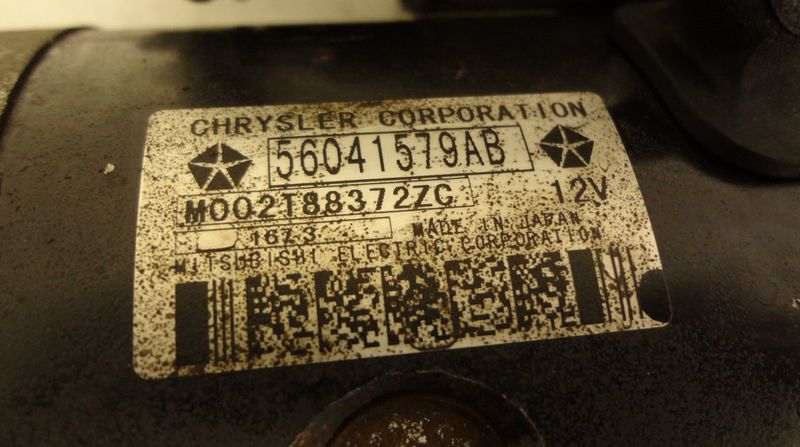 CHRYSLER CORPORATION
56041579AB
M002T88372ZC 12V
1673
MADE IN JAPAN
MITSUBISHI ELECTRIC CORPORATION